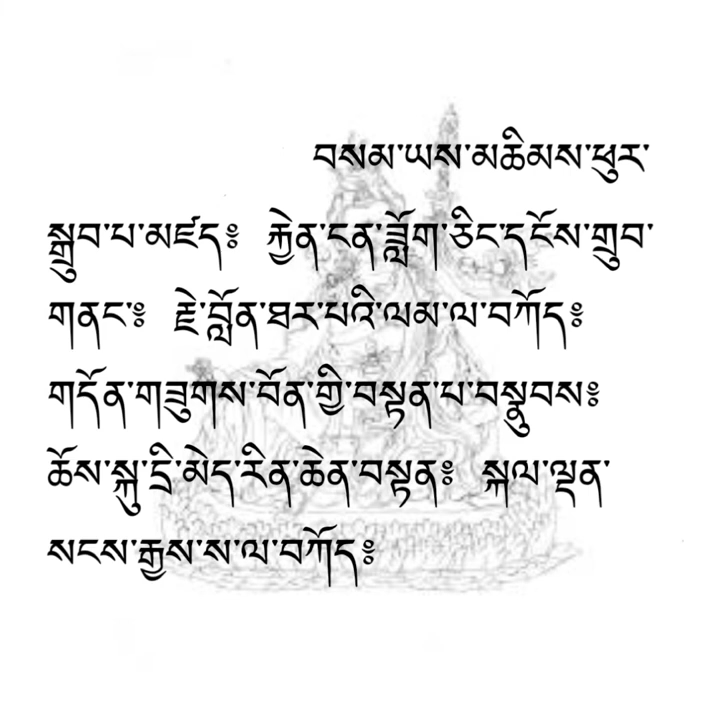 བསམ་ཡས་མཆིམས་ཕུར་
སྒྲུབ་པ་མཛད༔ རྐྱེན་ངན་ཟློག་ཅིང་དངོས་གྲུབ་
གནང་༔ རྗེ་བློན་ཐར་པའི་ལམ་ལ་བཀོད༔
གདོན་གཟུགས་བོན་གྱི་བསྟན་པ་བསྣུབས༔
ཆོས་སྐུ་དྲི་མེད་རིན་ཆེན་བསྟན༔ སྐལ་ལྡན་
སངས་རྒྱས་ས་ལ་བཀོད༔